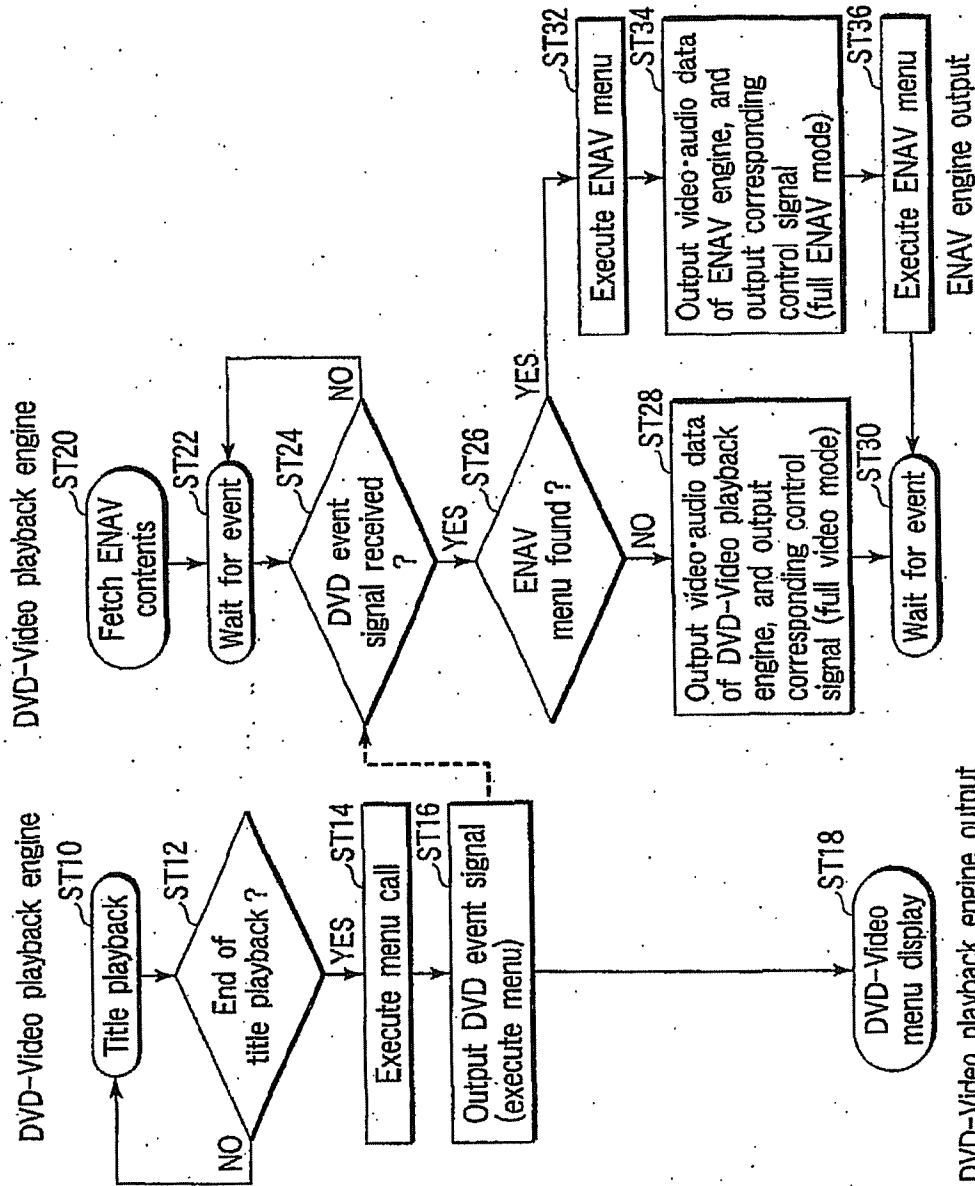 DVD-Video playback engine
ST10
Title playback
ST12
End of
title playback ?
NO
YES
ST14
Execute menu call
ST16
Output DVD event signal
(execute menu)
ST18
DVD-Video
menu display
DVD-Video playback engine output
DVD-Video playback engine
ST20
Fetch ENAV
contents
ST22
Wait for event
ST24
DVD event
signal received
?
NO
YES
ST26
ENAV
menu found ?
YES
NO
ST28
Output video·audio data
of DVD-Video playback
engine, and output
corresponding control
signal (full video mode)
ST30
Wait for event
ST32
Execute ENAV menu
ST34
Output video·audio data
of ENAV engine, and
output corresponding
control signal
(full ENAV mode)
ST36
Execute ENAV menu
ENAV engine output